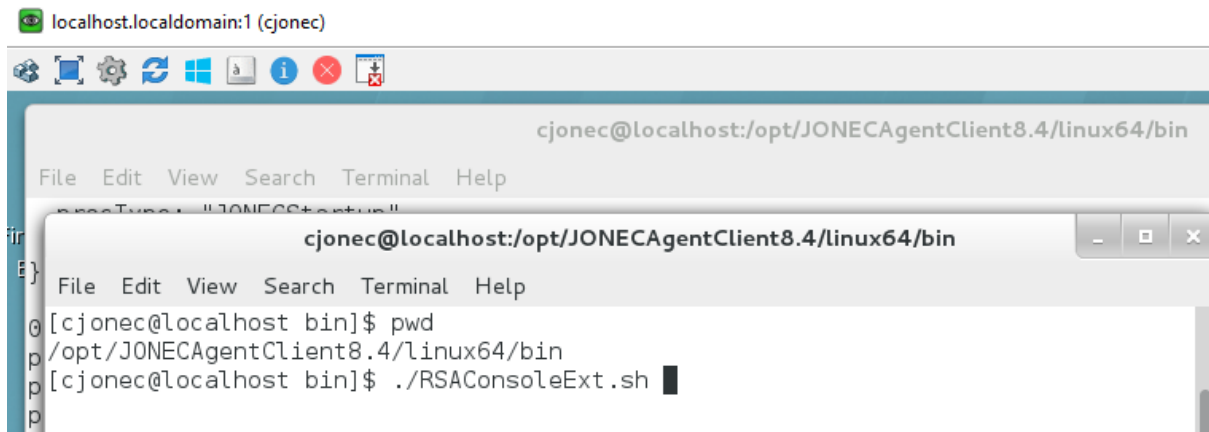 localhost.localdomain:1 (cjonec)
cjonec@localhost:/opt/JONECAgentClient8.4/linux64/bin
File Edit View Search Terminal Help
cjonec@localhost:/opt/JONECAgentClient8.4/linux64/bin
File Edit View Search Terminal Help
[cjonec@localhost bin]$ pwd
/opt/JONECAgentClient8.4/linux64/bin
[cjonec@localhost bin]$ ./RSAConsoleExt.sh